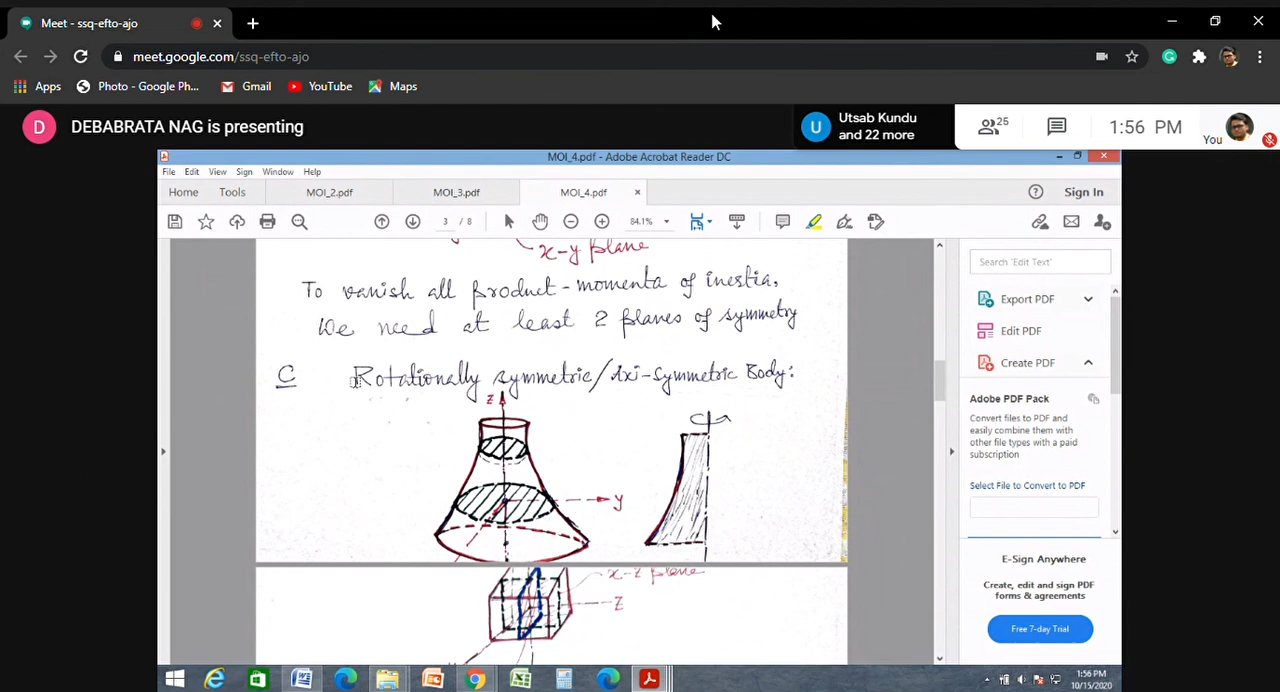 Meet - ssq-efto-ajo
meet.google.com/ssq-efto-ajo
Apps
Photo - Google Ph...
Gmail
YouTube
Maps
D
DEBABRATA NAG is presenting
U
Utsab Kundu
and 22 more
25
1:56 PM
You
MOI_4.pdf - Adobe Acrobat Reader DC
File Edit View Sign Window Help
Home Tools MOI_2.pdf MOI_3.pdf MOI_4.pdf
Sign In
3 / 8
84.1%
x-y plane
To vanish all product-momenta of inertia,
We need at least 2 planes of symmetry
C Rotationally symmetric/Axi-Symmetric Body:
z
y
x-z plane
z
Search 'Edit Text'
Export PDF
Edit PDF
Create PDF
Adobe PDF Pack
Convert files to PDF and
easily combine them with
other file types with a paid
subscription
Select File to Convert to PDF
E-Sign Anywhere
Create, edit and sign PDF
forms & agreements
Free 7-day Trial
1:56 PM
10/15/2020